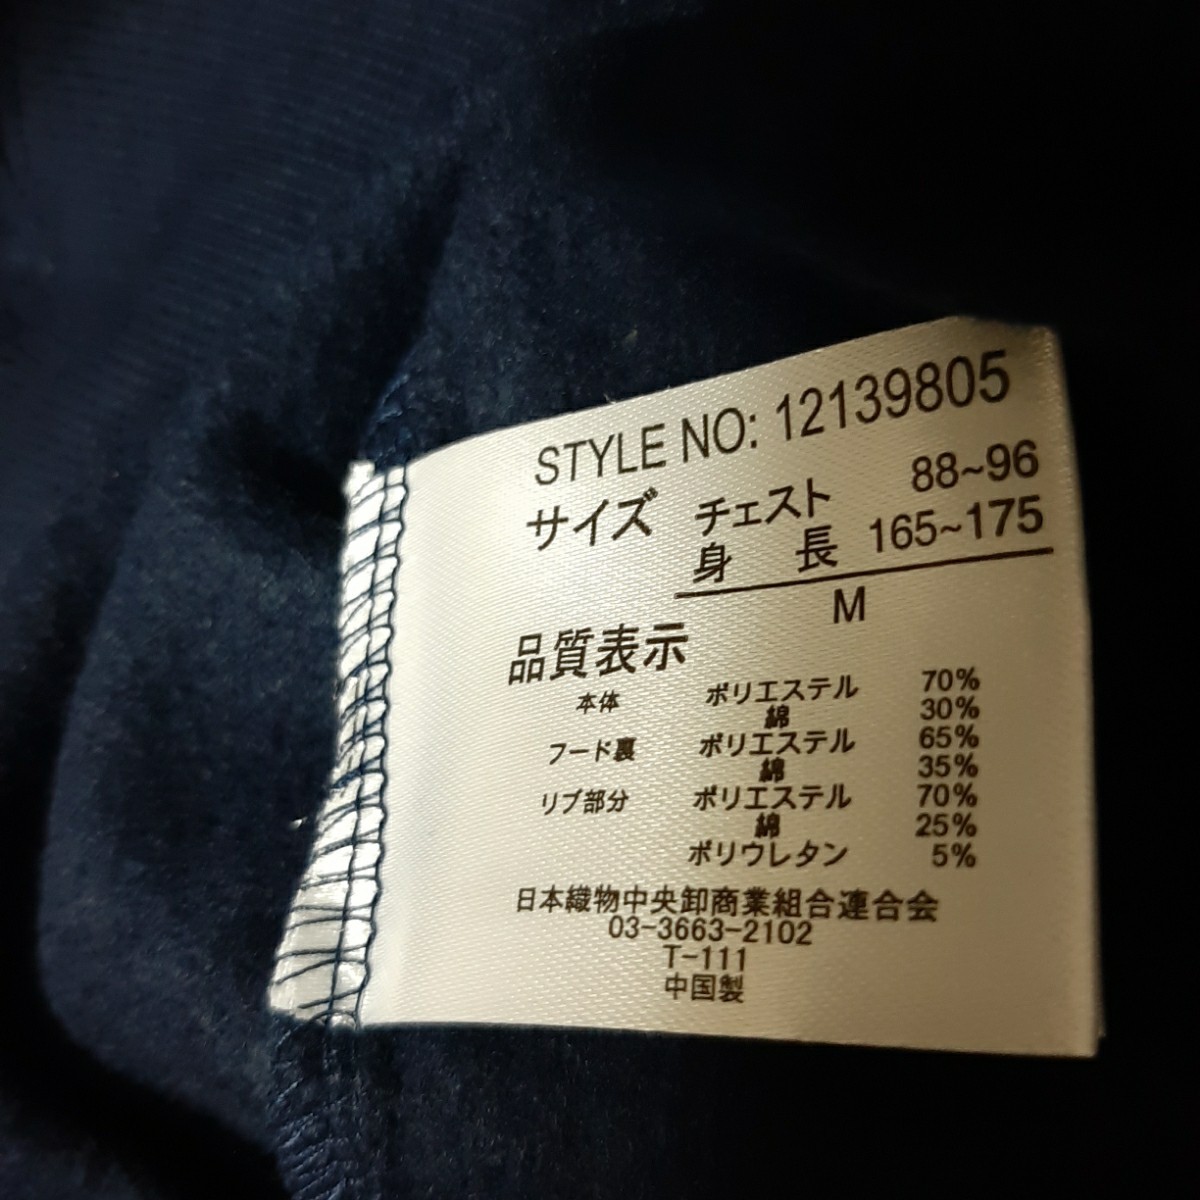 STYLE NO: 12139805
サイズ チェスト 88~96
身 長 165~175
M
品質表示
本体 ポリエステル 70%
綿 30%
フード裏 ポリエステル 65%
綿 35%
リブ部分 ポリエステル 70%
綿 25%
ポリウレタン 5%
日本織物中央卸商業組合連合会
03-3663-2102
T-111
中国製